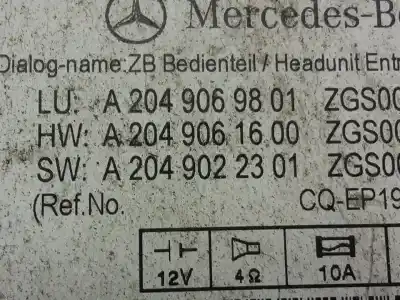 Mercedes-Be
Dialog-name:ZB Bedienteil / Headunit Entr
LU: A 204 906 98 01 ZGS00
HW: A 204 906 16.00 ZGS00
SW: A 204 902 23 01 ZGS00
(Ref.No. CQ-EP19
12V 4Ω 10A